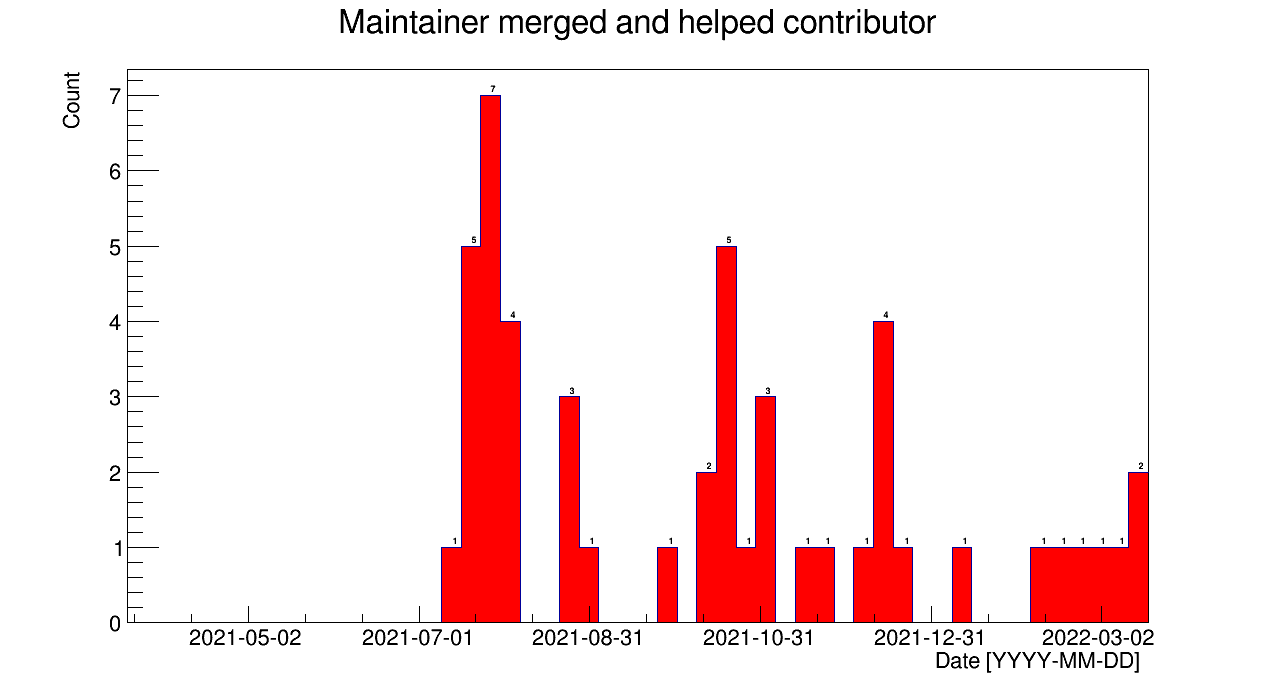 Maintainer merged and helped contributor
Count
7
6
5
4
3
2
1
0
1 5 7 4 3 1 1 2 5 1 3 1 1 1 4 1 1 1 1 1 1 1 2
2021-05-02 2021-07-01 2021-08-31 2021-10-31 2021-12-31 2022-03-02
Date [YYYY-MM-DD]